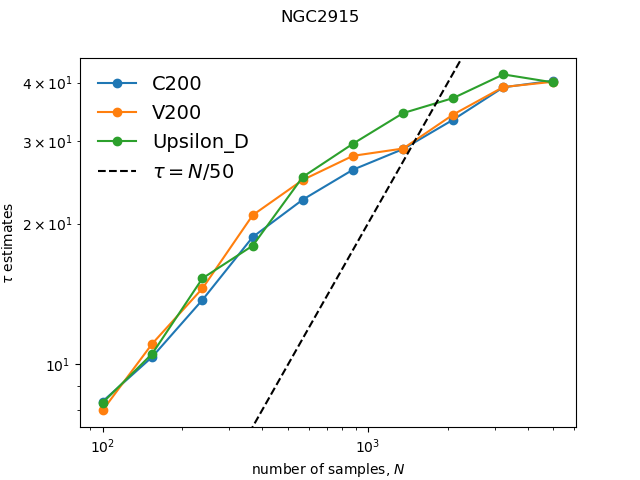 NGC2915
C200
V200
Upsilon_D
τ = N/50
4 × 10¹
3 × 10¹
2 × 10¹
10¹
τ estimates
10² 10³
number of samples, N